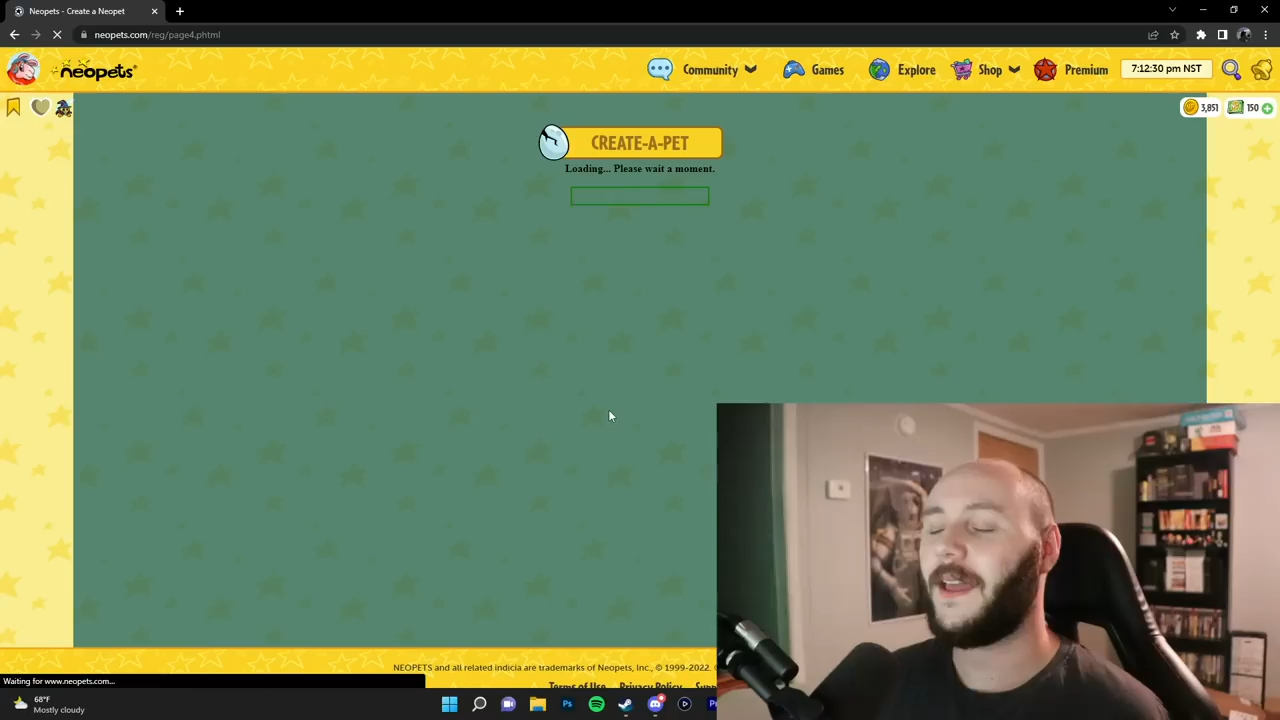 Neopets - Create a Neopet
neopets.com/reg/page4.phtml
neopets
Community
Games
Explore
Shop
Premium
7:12:30 pm NST
3,851
150
CREATE-A-PET
Loading... Please wait a moment.
NEOPETS and all related indicia are trademarks of Neopets, Inc., © 1999-2022.
Waiting for www.neopets.com...
Terms of Use
Privacy Policy
68°F
Mostly cloudy
Ps